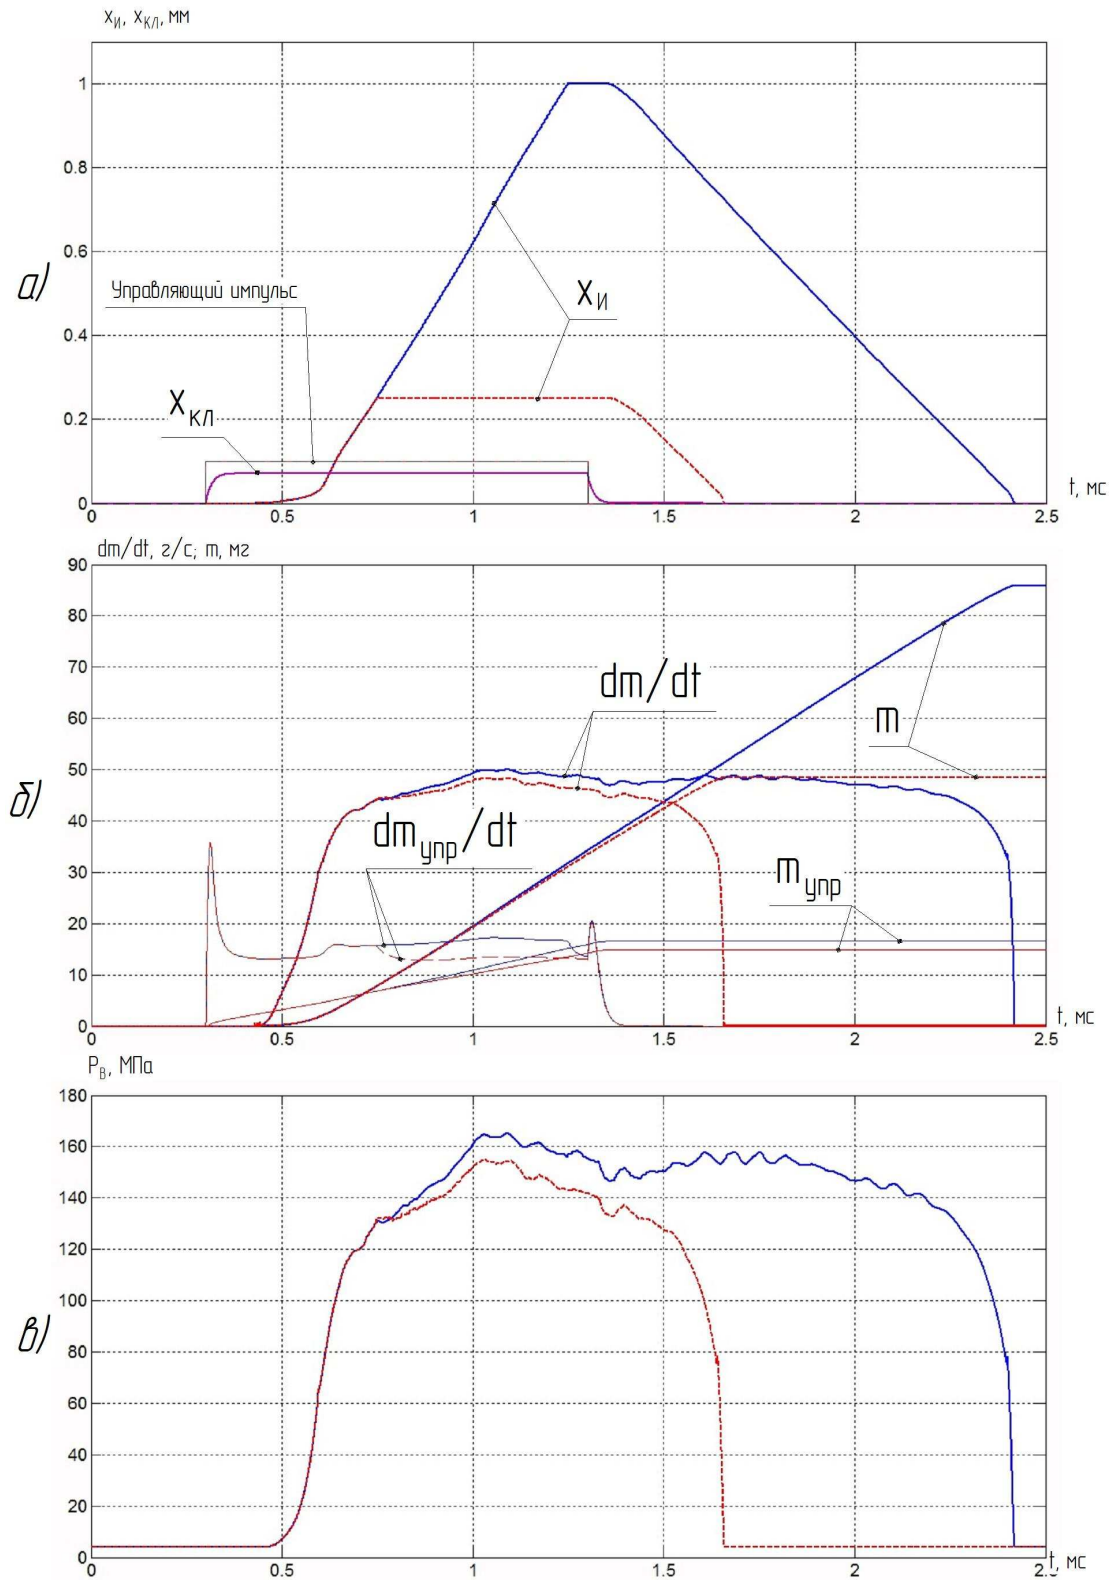 xИ, xКЛ, мм
1
0.8
0.6
а)
Управляющий импульс
xИ
0.4
xКЛ
0.2
0
t, мс
0 0.5 1 1.5 2 2.5
dm/dt, г/с; m, мг
90
80
70
dm/dt
60
m
50
б)
40
dmупр/dt
30
mупр
20
10
0
t, мс
0 0.5 1 1.5 2 2.5
PВ, МПа
180
160
140
120
100
в)
80
60
40
20
0
t, мс
0 0.5 1 1.5 2 2.5